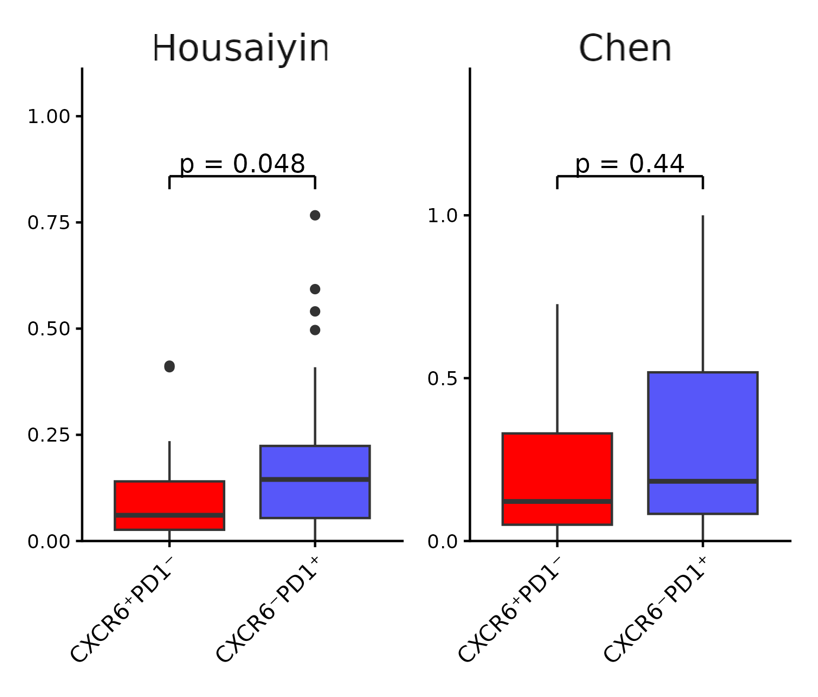 Housaiyin
Chen
1.00
0.75
0.50
0.25
0.00
p = 0.048
CXCR6⁺PD1⁻
CXCR6⁻PD1⁺
1.0
0.5
0.0
p = 0.44
CXCR6⁺PD1⁻
CXCR6⁻PD1⁺